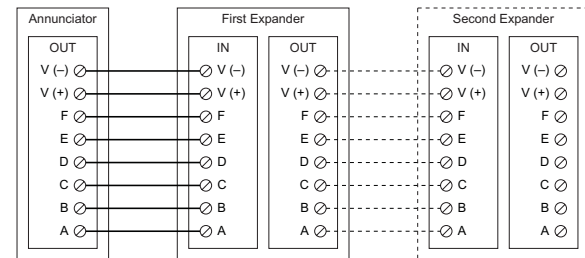 Annunciator First Expander Second Expander
OUT IN OUT IN OUT
V (–) V (–) V (–) V (–) V (–)
V (+) V (+) V (+) V (+) V (+)
F F F F F
E E E E E
D D D D D
C C C C C
B B B B B
A A A A A